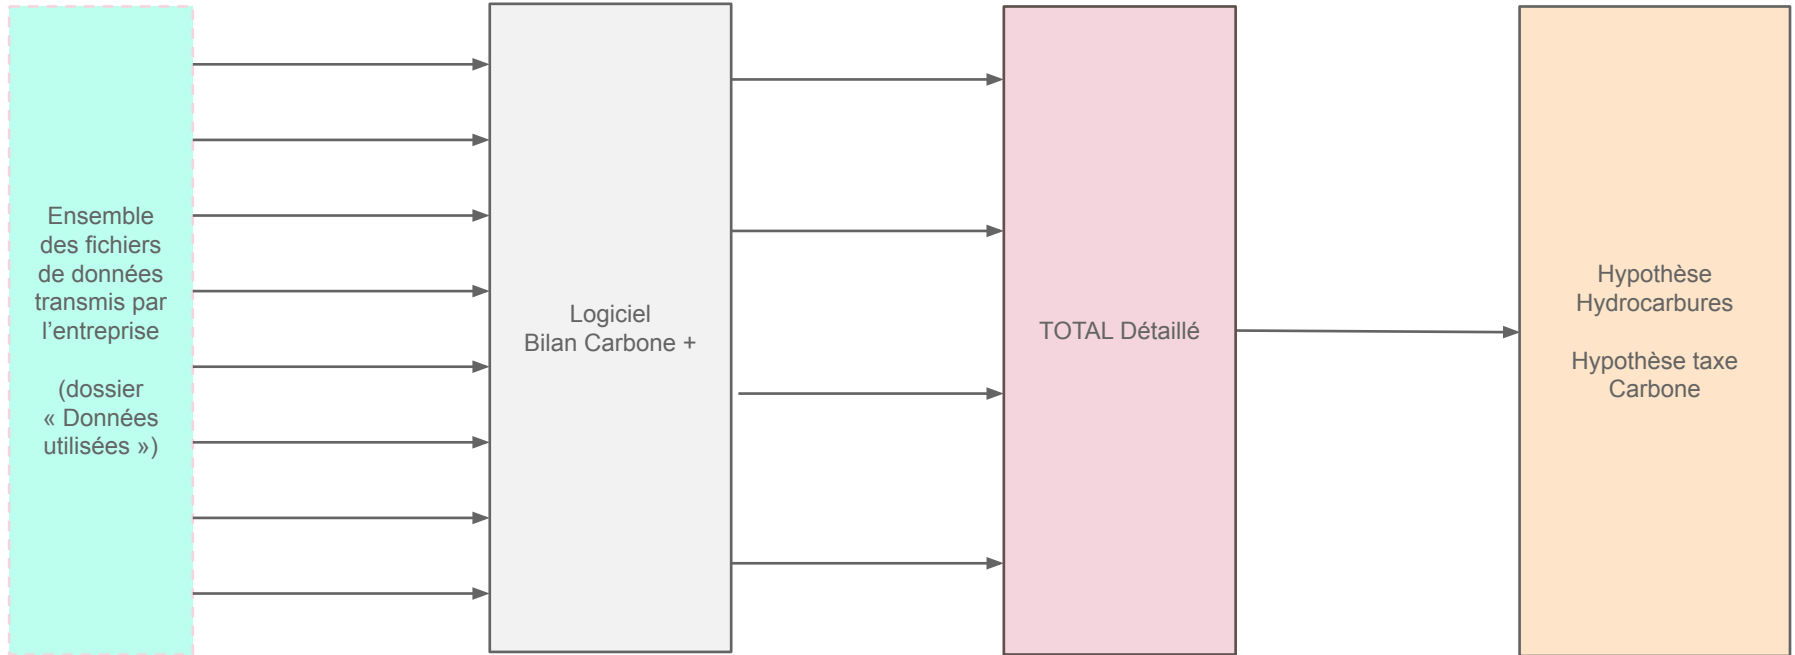 Ensemble
des fichiers
de données
transmis par
l’entreprise
(dossier
« Données
utilisées »)
Logiciel
Bilan Carbone +
TOTAL Détaillé
Hypothèse
Hydrocarbures
Hypothèse taxe
Carbone